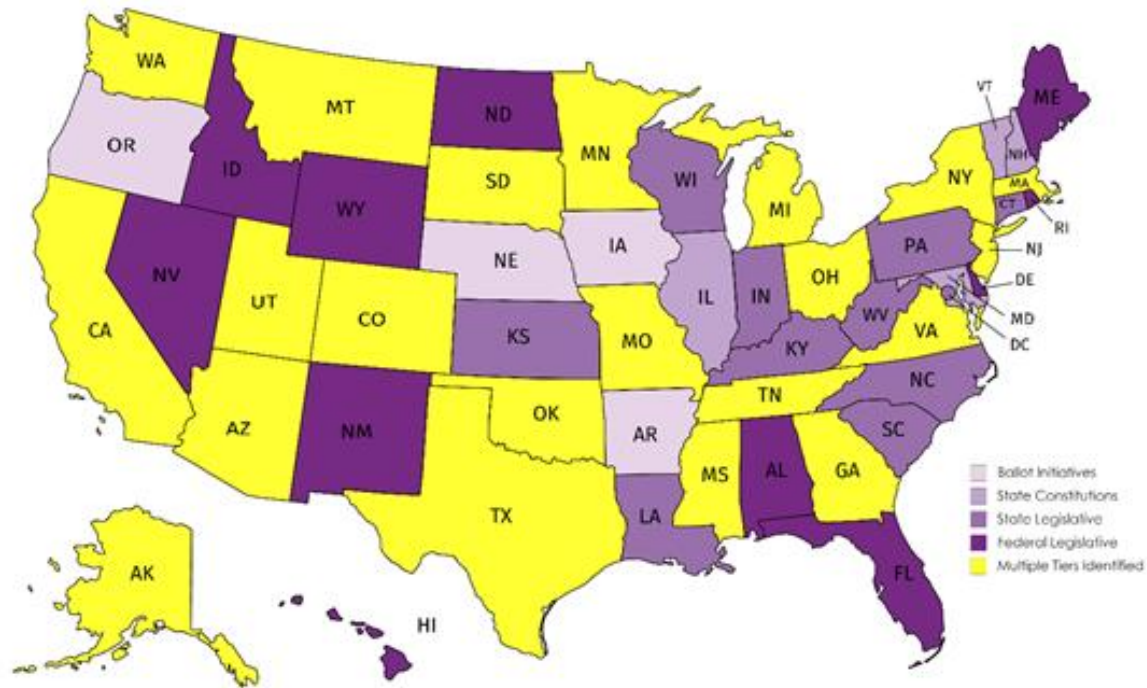 WA
MT
ND
MN
ME
VT
NH
OR
ID
SD
WI
NY
MA
CT
RI
WY
MI
NE
IA
PA
NJ
NV
UT
CO
IL
IN
OH
DE
MD
DC
CA
KS
MO
WV
VA
KY
NC
AZ
NM
OK
TN
AR
SC
MS
AL
GA
TX
LA
FL
AK
HI
Ballot Initiatives
State Constitutions
State Legislative
Federal Legislative
Multiple Tiers Identified